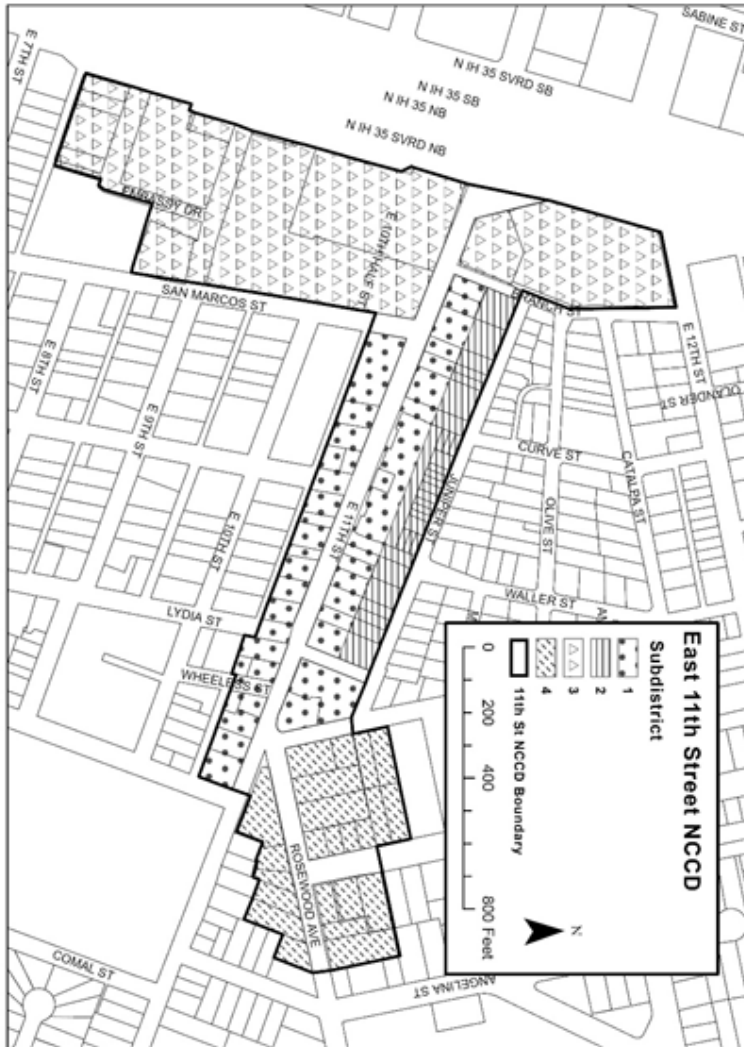 SABINE ST
N IH 35 SVRD SB
N IH 35 SB
N IH 35 NB
N IH 35 SVRD NB
E 7TH ST
EMBASSY DR
E 10TH HALF ST
SAN MARCOS ST
BRANCH ST
E 12TH ST
OLANDER ST
E 8TH ST
E 9TH ST
CURVE ST
CATALPA ST
JUNIPER ST
OLIVE ST
E 11TH ST
E 10TH ST
WALLER ST
LYDIA ST
WHEELESS ST
East 11th Street NCCD
Subdistrict
1
2
3
4
11th St NCCD Boundary
0 200 400 800 Feet
N
ROSEWOOD AVE
ANGELINA ST
COMAL ST